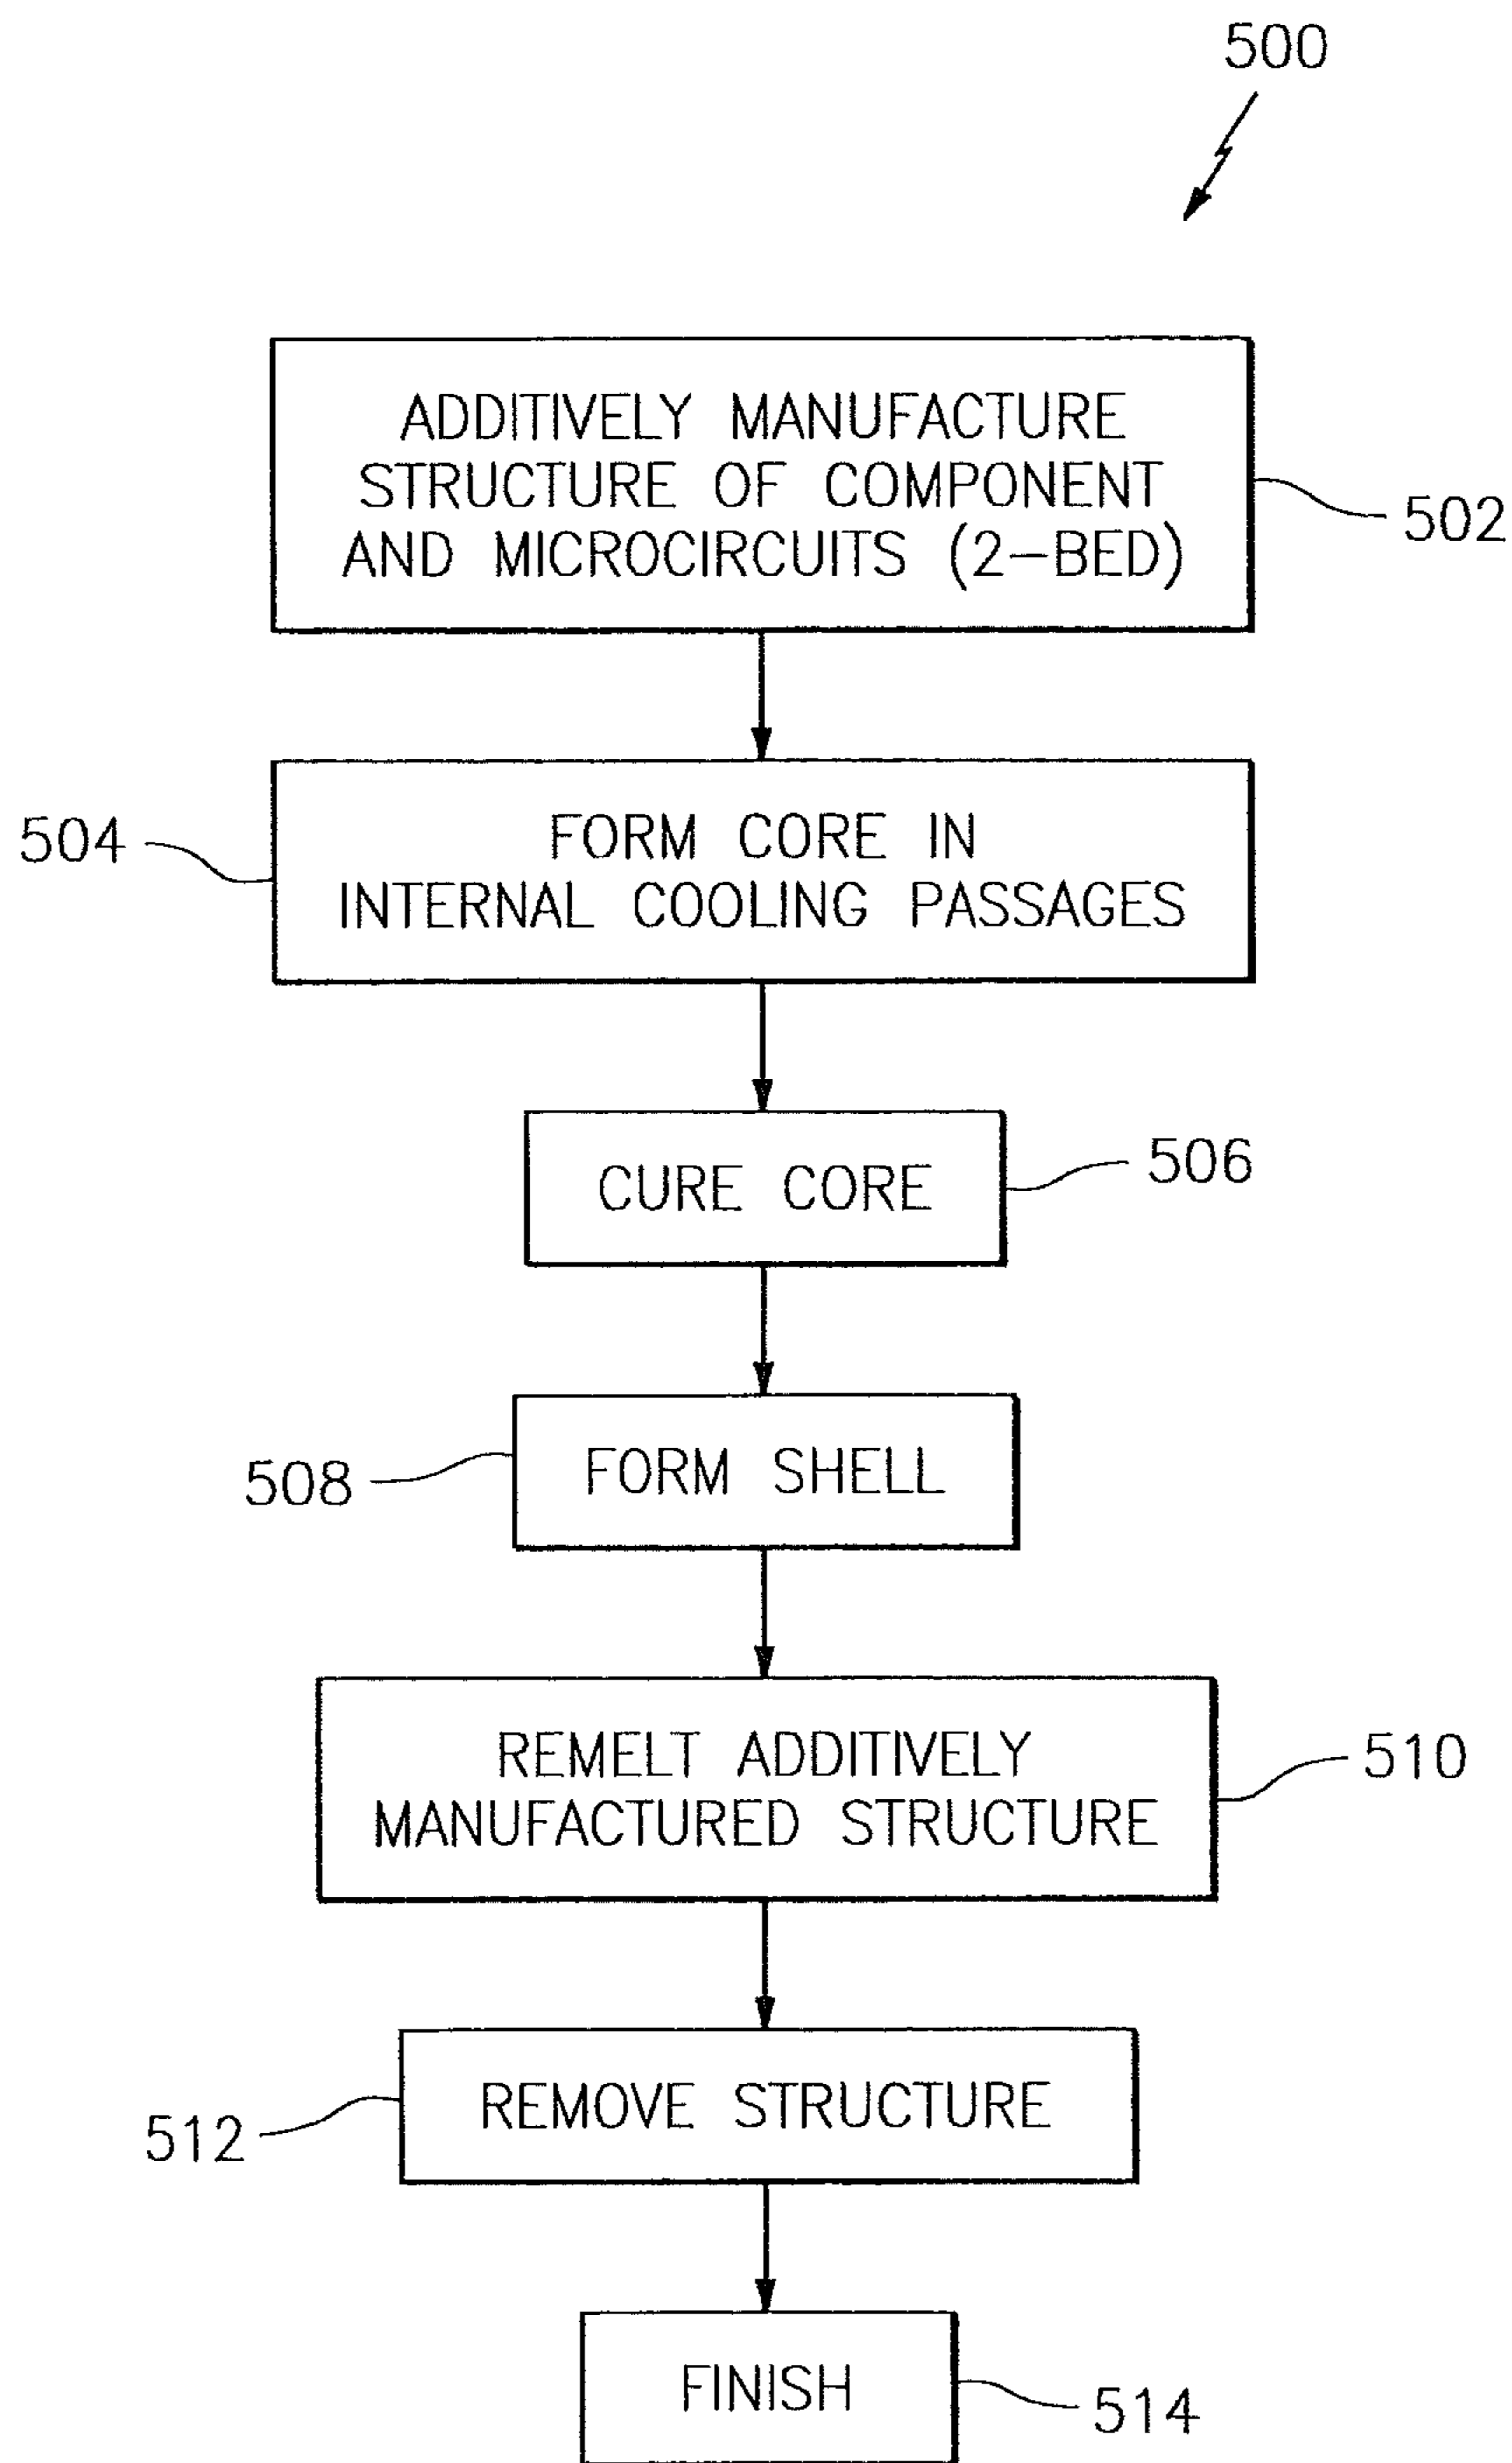 500
ADDITIVELY MANUFACTURE
STRUCTURE OF COMPONENT
AND MICROCIRCUITS (2-BED)
502
504
FORM CORE IN
INTERNAL COOLING PASSAGES
CURE CORE
506
508
FORM SHELL
REMELT ADDITIVELY
MANUFACTURED STRUCTURE
510
512
REMOVE STRUCTURE
FINISH
514